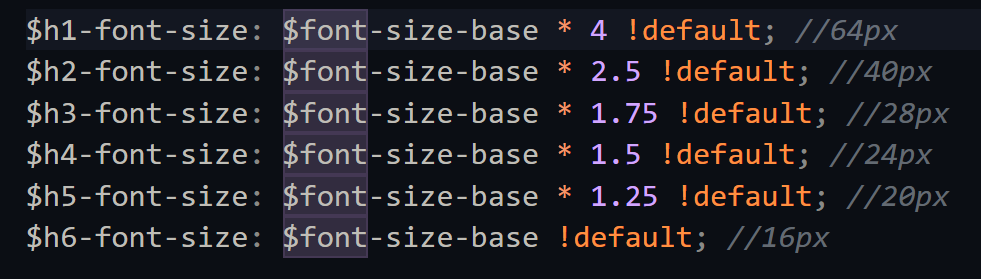 $h1-font-size: $font-size-base * 4 !default; //64px
$h2-font-size: $font-size-base * 2.5 !default; //40px
$h3-font-size: $font-size-base * 1.75 !default; //28px
$h4-font-size: $font-size-base * 1.5 !default; //24px
$h5-font-size: $font-size-base * 1.25 !default; //20px
$h6-font-size: $font-size-base !default; //16px